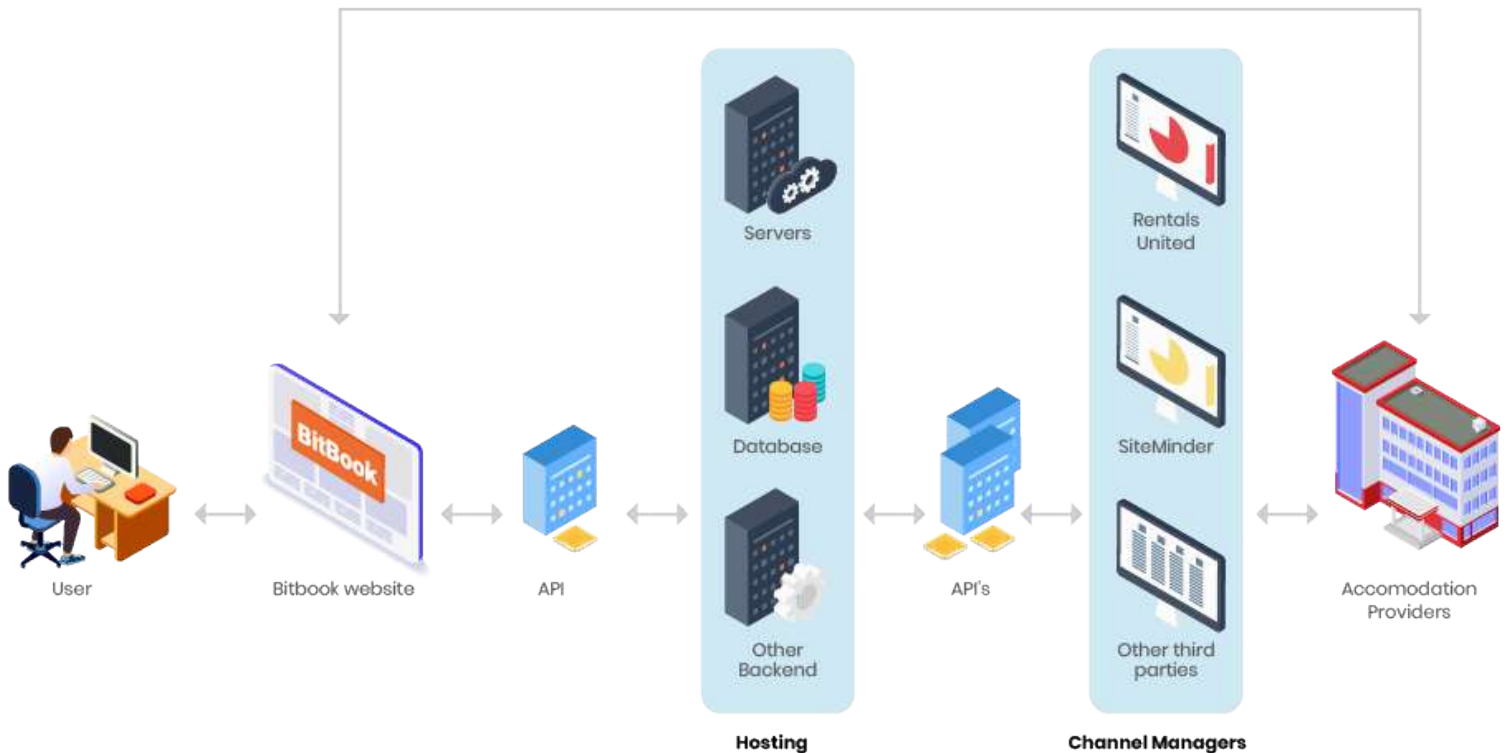 Servers
Rentals
United
BitBook
Database
SiteMinder
User
Bitbook website
API
API's
Accomodation
Providers
Other
Backend
Other third
parties
Hosting
Channel Managers